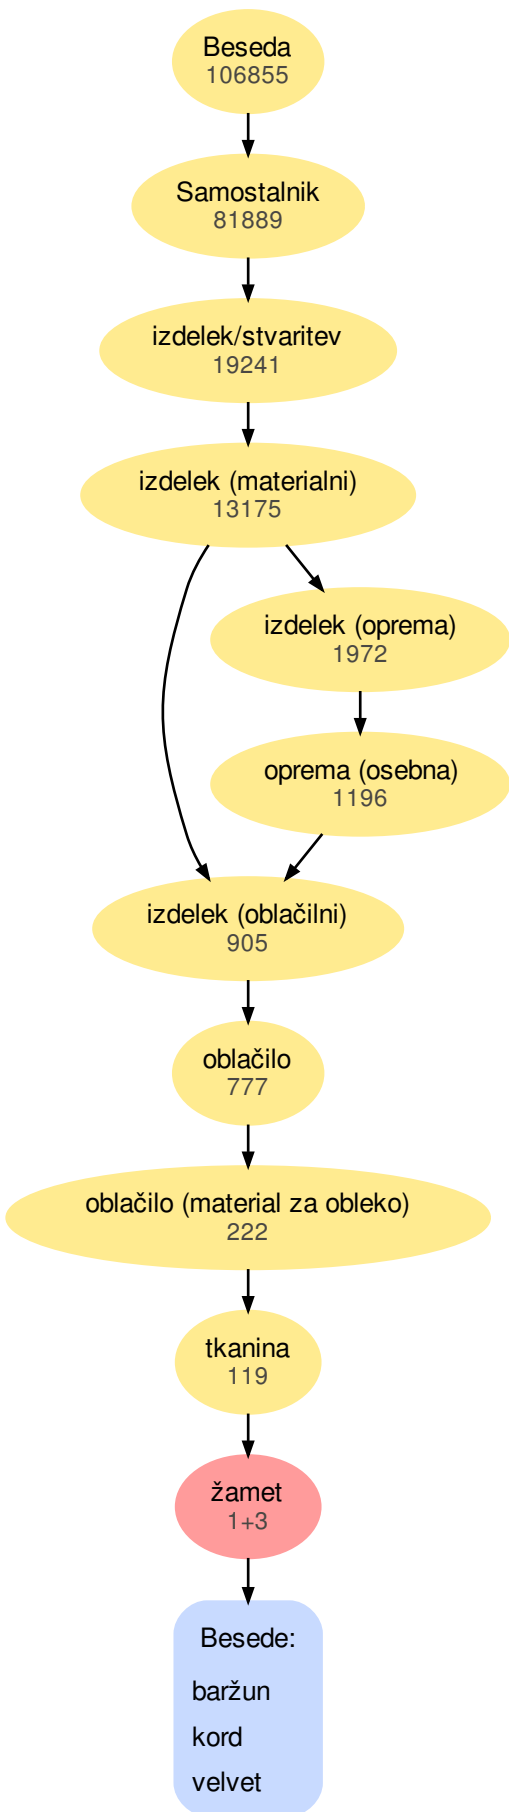 Beseda
106855
Samostalnik
81889
izdelek/stvaritev
19241
izdelek (materialni)
13175
izdelek (oprema)
1972
oprema (osebna)
1196
izdelek (oblačilni)
905
oblačilo
777
oblačilo (material za obleko)
222
tkanina
119
žamet
1+3
Besede:
baržun
kord
velvet